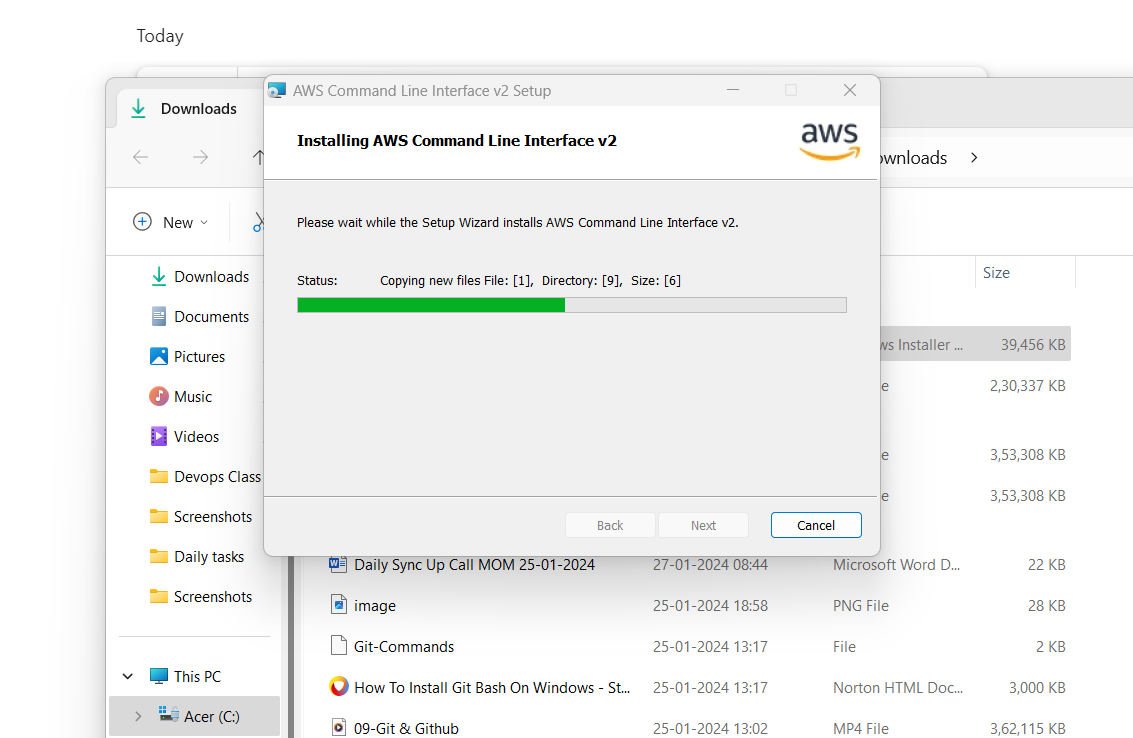 Today
Downloads
AWS Command Line Interface v2 Setup
Installing AWS Command Line Interface v2
aws
ownloads
New
Please wait while the Setup Wizard installs AWS Command Line Interface v2.
Status: Copying new files File: [1], Directory: [9], Size: [6]
Back Next Cancel
Downloads
Documents
Pictures
Music
Videos
Devops Class
Screenshots
Daily tasks
Screenshots
This PC
Acer (C:)
Size
ws Installer ... 39,456 KB
e 2,30,337 KB
e 3,53,308 KB
e 3,53,308 KB
Daily Sync Up Call MOM 25-01-2024 27-01-2024 08:44 Microsoft Word D... 22 KB
image 25-01-2024 18:58 PNG File 28 KB
Git-Commands 25-01-2024 13:17 File 2 KB
How To Install Git Bash On Windows - St... 25-01-2024 13:17 Norton HTML Doc... 3,000 KB
09-Git & Github 25-01-2024 13:02 MP4 File 3,62,115 KB